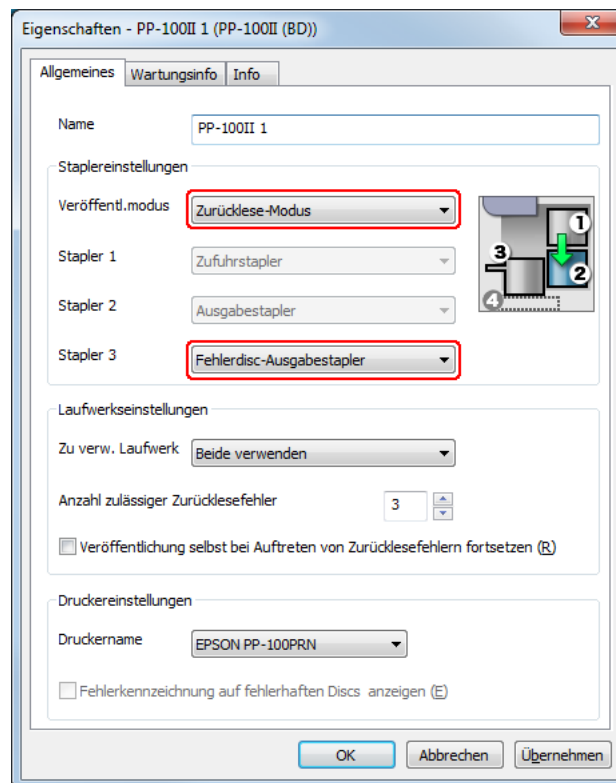 Eigenschaften - PP-100II 1 (PP-100II (BD))
Allgemeines Wartungsinfo Info
Name PP-100II 1
Staplereinstellungen
Veröffentl.modus Zurücklese-Modus
Stapler 1 Zufuhrstapler
Stapler 2 Ausgabestapler
Stapler 3 Fehlerdisc-Ausgabestapler
1
3
2
4
Laufwerkseinstellungen
Zu verw. Laufwerk Beide verwenden
Anzahl zulässiger Zurücklesefehler 3
Veröffentlichung selbst bei Auftreten von Zurücklesefehlern fortsetzen (R)
Druckereinstellungen
Druckername EPSON PP-100PRN
Fehlerkennzeichnung auf fehlerhaften Discs anzeigen (E)
OK Abbrechen Übernehmen